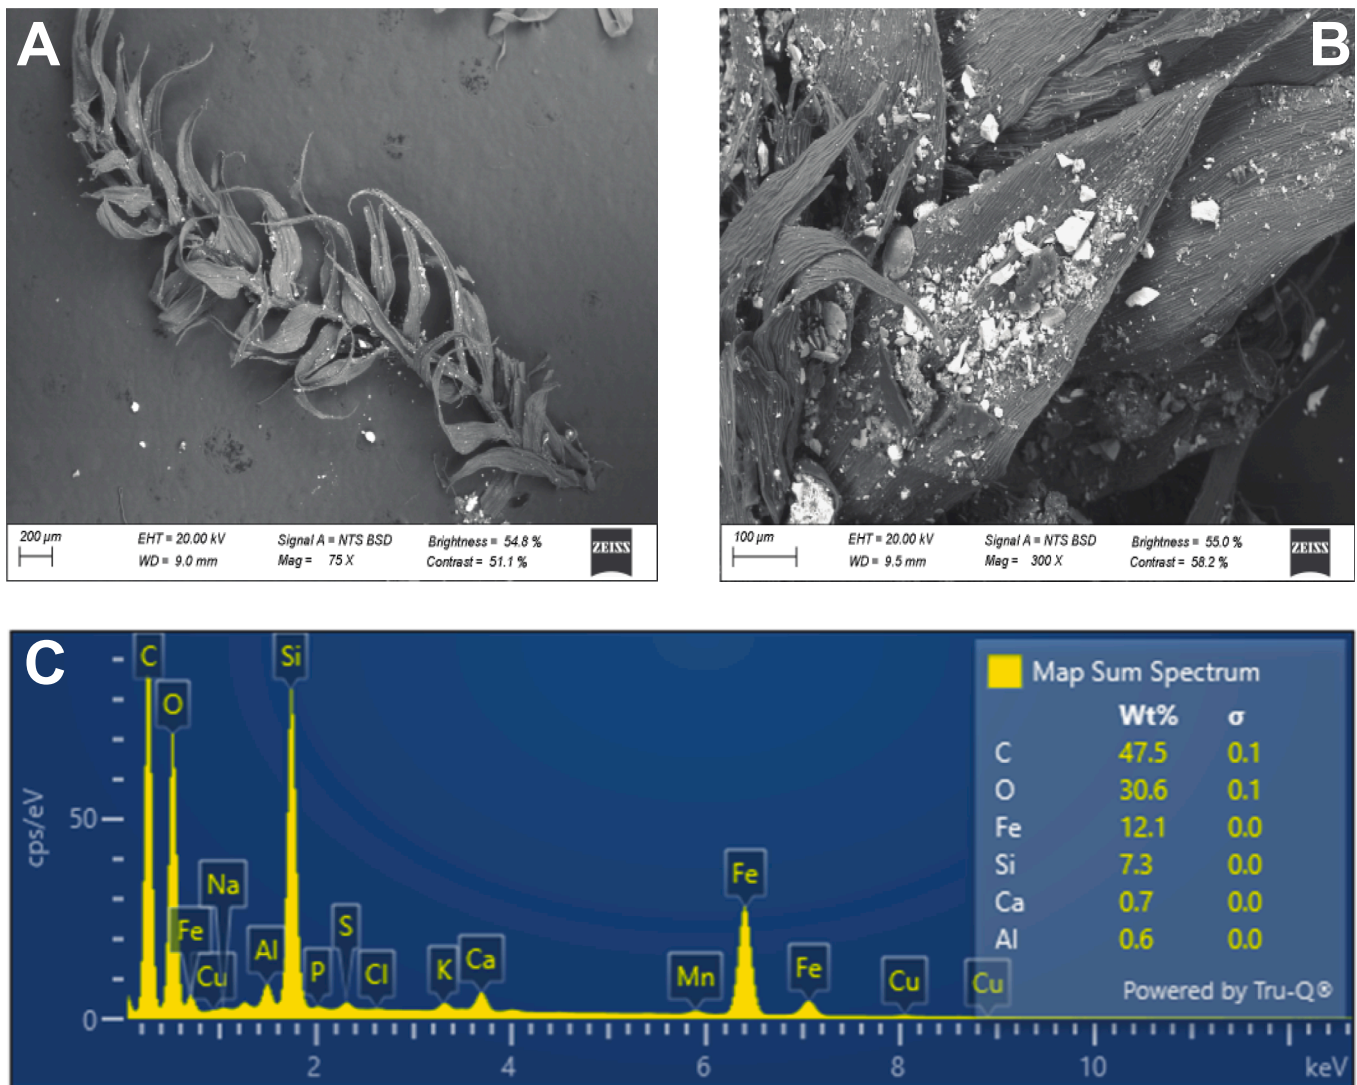 A
200 µm
EHT = 20.00 kV
Signal A = NTS BSD
Brightness = 54.8 %
WD = 9.0 mm
Mag = 75 X
Contrast = 51.1 %
ZEISS
B
100 µm
EHT = 20.00 kV
Signal A = NTS BSD
Brightness = 55.0 %
WD = 9.5 mm
Mag = 300 X
Contrast = 58.2 %
ZEISS
C
cps/eV
50
0
C
O
Fe
Cu
Na
Al
Si
P
S
Cl
K
Ca
Mn
Fe
Fe
Cu
Cu
2
4
6
8
10
keV
Map Sum Spectrum
Wt% σ
C 47.5 0.1
O 30.6 0.1
Fe 12.1 0.0
Si 7.3 0.0
Ca 0.7 0.0
Al 0.6 0.0
Powered by Tru-Q®